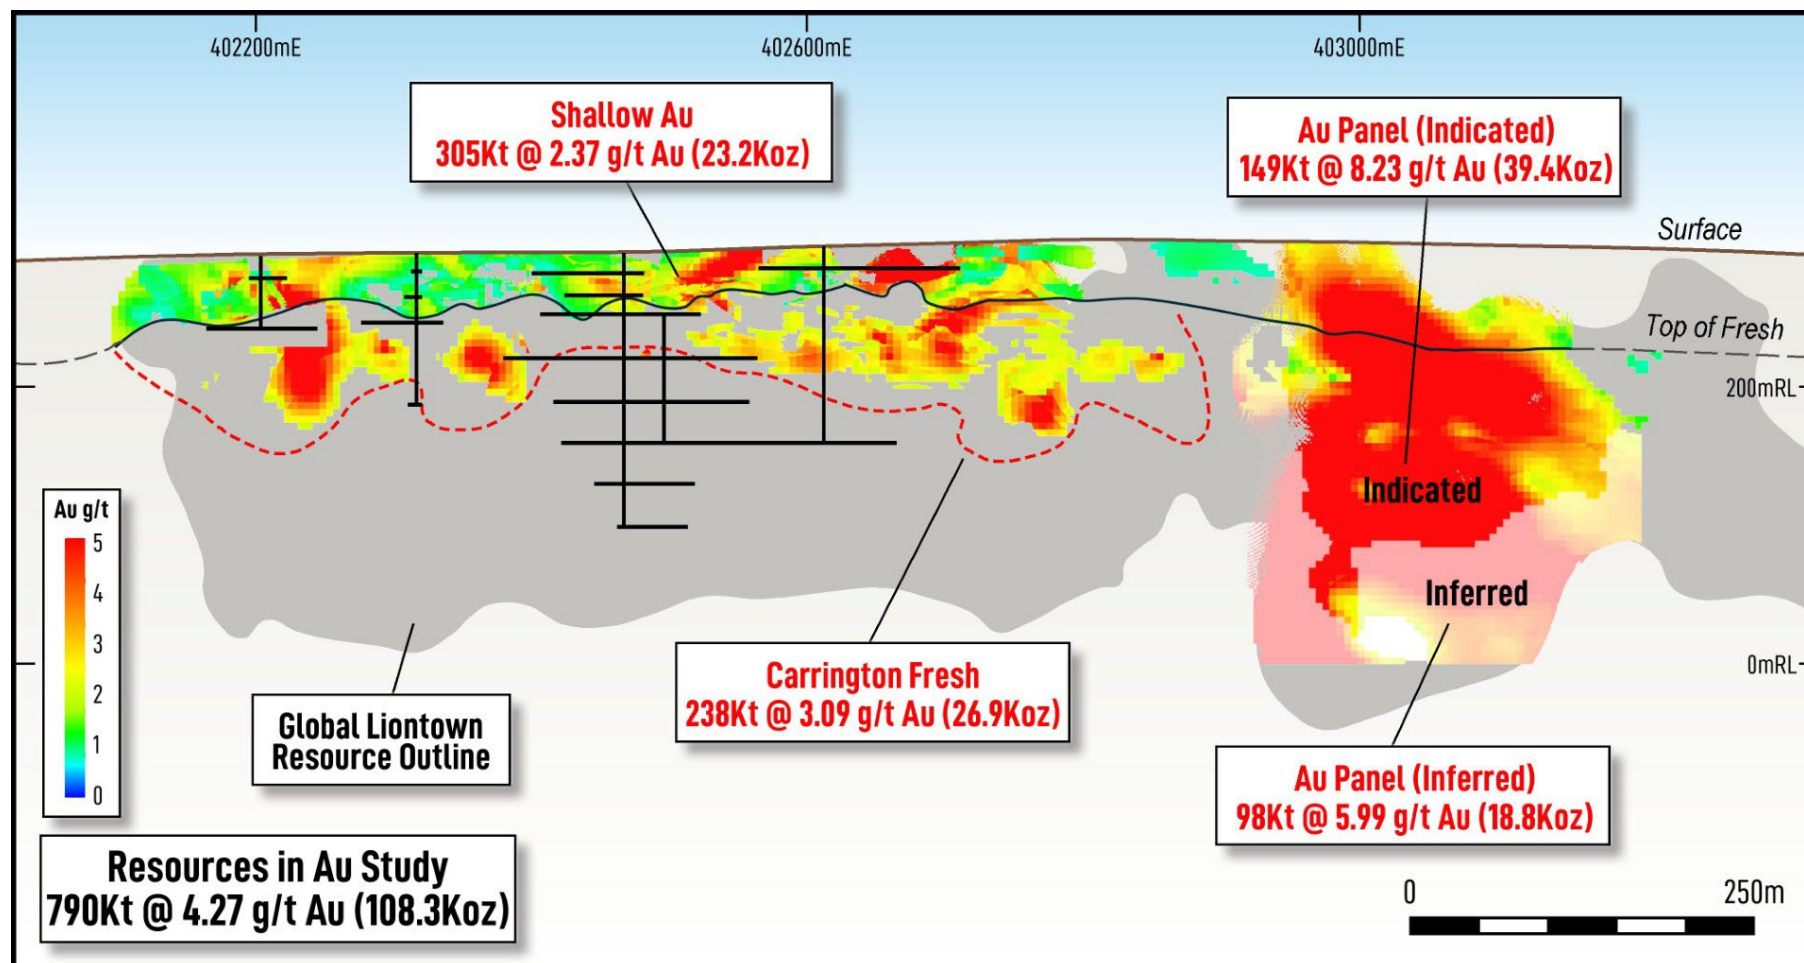 402200mE
402600mE
403000mE
Shallow Au
305Kt @ 2.37 g/t Au (23.2Koz)
Au Panel (Indicated)
149Kt @ 8.23 g/t Au (39.4Koz)
Surface
Top of Fresh
200mRL
Indicated
Au g/t
5
4
3
2
1
0
Inferred
0mRL
Global Liontown
Resource Outline
Carrington Fresh
238Kt @ 3.09 g/t Au (26.9Koz)
Au Panel (Inferred)
98Kt @ 5.99 g/t Au (18.8Koz)
Resources in Au Study
790Kt @ 4.27 g/t Au (108.3Koz)
0
250m